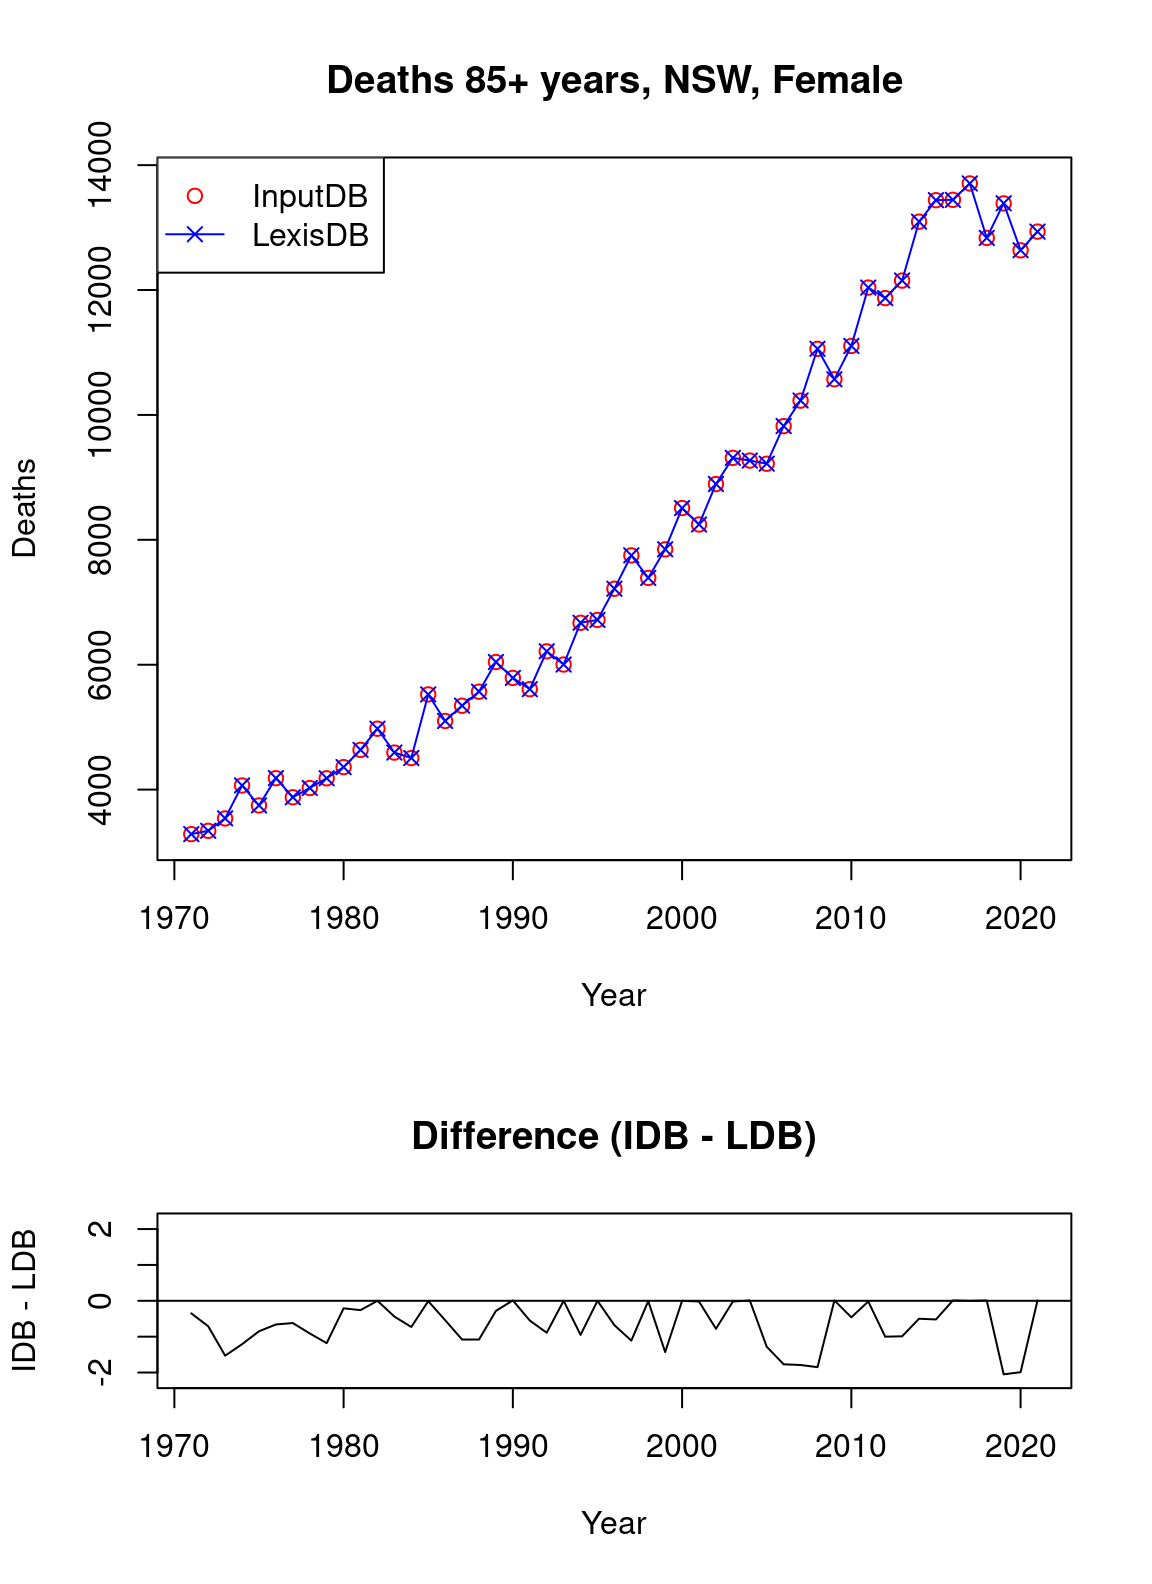 Deaths 85+ years, NSW, Female
InputDB
LexisDB
Deaths
14000
12000
10000
8000
6000
4000
1970 1980 1990 2000 2010 2020
Year
Difference (IDB - LDB)
IDB - LDB
2
0
-2
1970 1980 1990 2000 2010 2020
Year